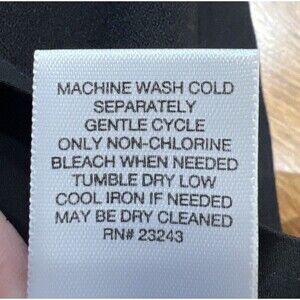 MACHINE WASH COLD
SEPARATELY
GENTLE CYCLE
ONLY NON-CHLORINE
BLEACH WHEN NEEDED
TUMBLE DRY LOW
COOL IRON IF NEEDED
MAY BE DRY CLEANED
RN# 23243